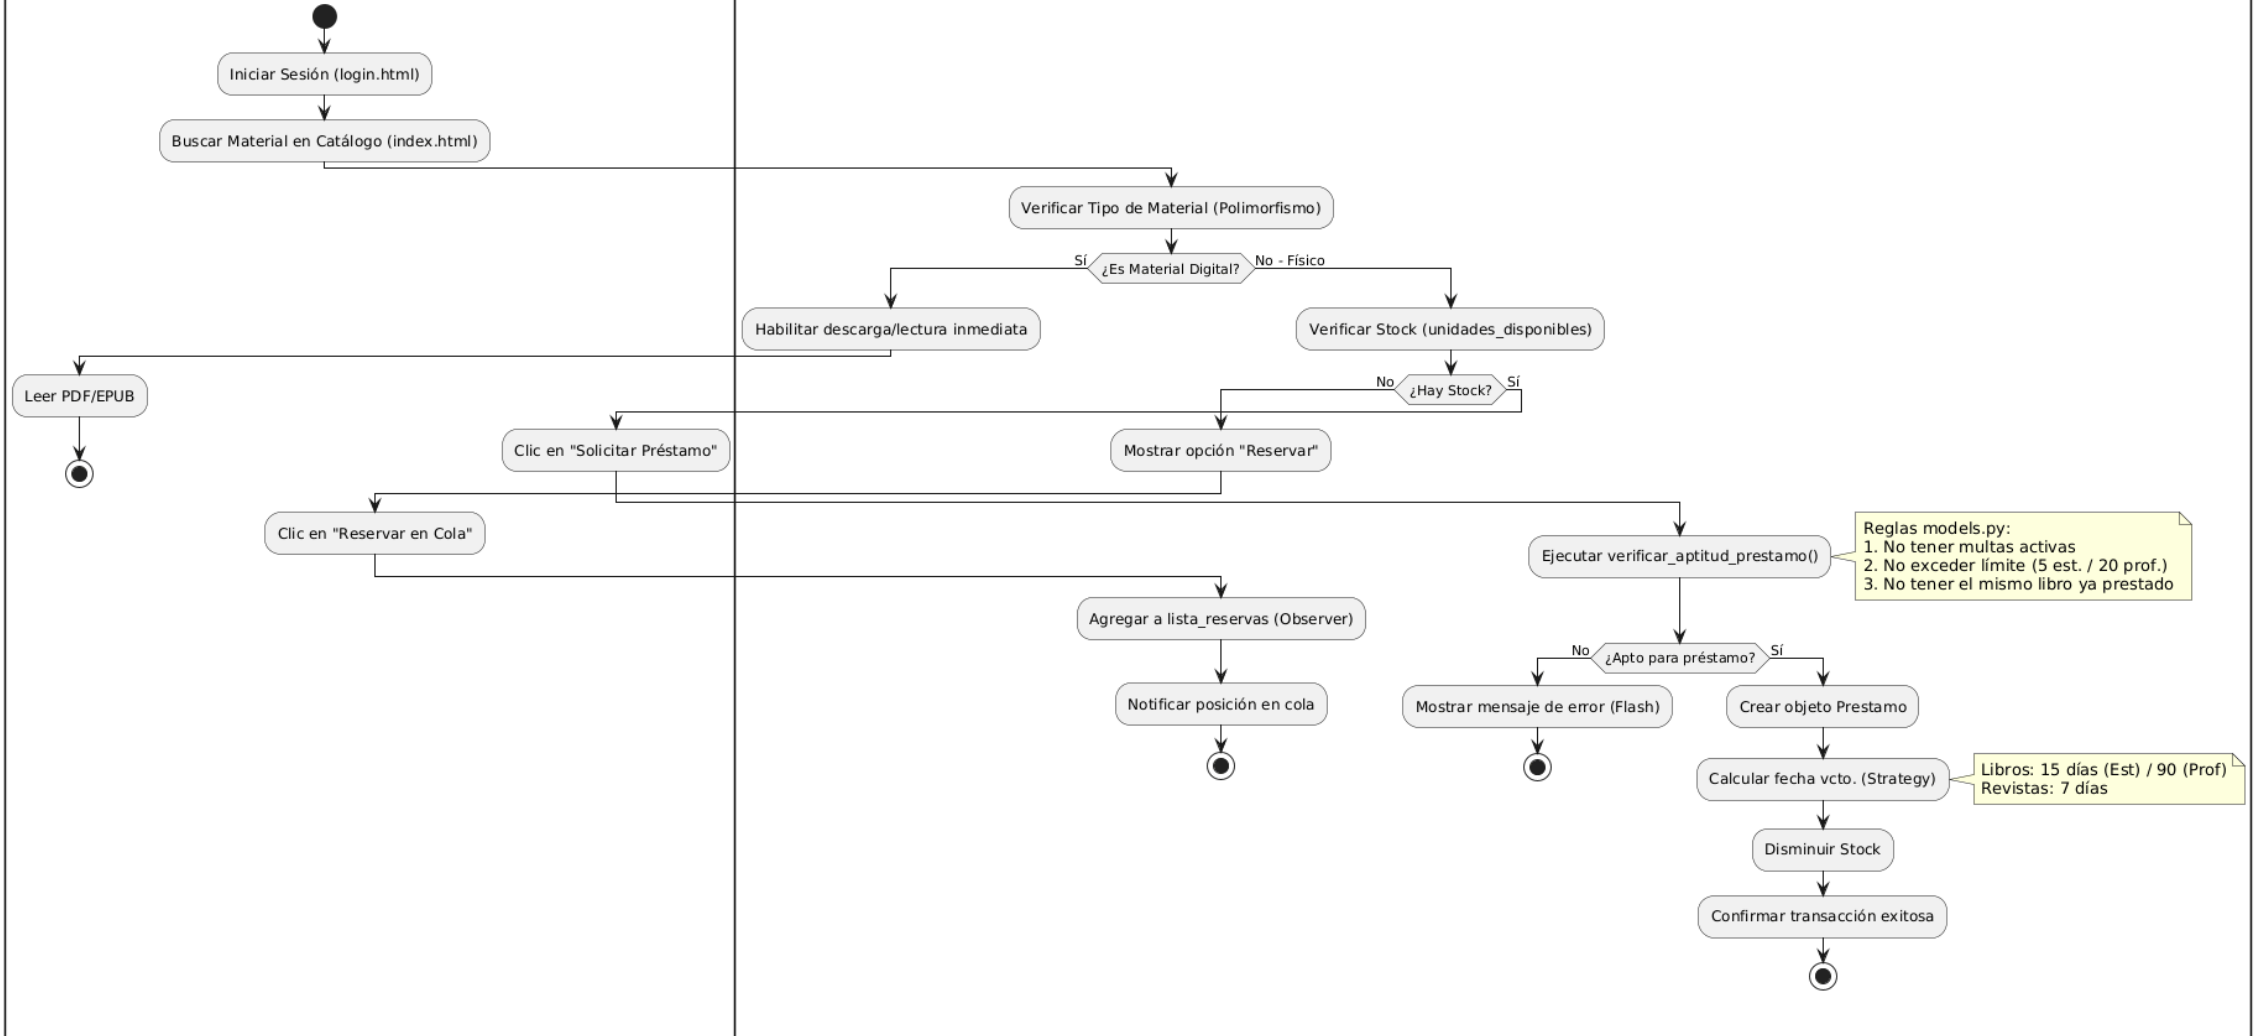 Iniciar Sesión (login.html)
Buscar Material en Catálogo (index.html)
Verificar Tipo de Material (Polimorfismo)
Sí
¿Es Material Digital?
No - Físico
Habilitar descarga/lectura inmediata
Verificar Stock (unidades_disponibles)
Leer PDF/EPUB
No
¿Hay Stock?
Sí
Clic en "Solicitar Préstamo"
Mostrar opción "Reservar"
Clic en "Reservar en Cola"
Ejecutar verificar_aptitud_prestamo()
Reglas models.py:
1. No tener multas activas
2. No exceder límite (5 est. / 20 prof.)
3. No tener el mismo libro ya prestado
Agregar a lista_reservas (Observer)
No
¿Apto para préstamo?
Sí
Notificar posición en cola
Mostrar mensaje de error (Flash)
Crear objeto Prestamo
Calcular fecha vcto. (Strategy)
Libros: 15 días (Est) / 90 (Prof)
Revistas: 7 días
Disminuir Stock
Confirmar transacción exitosa